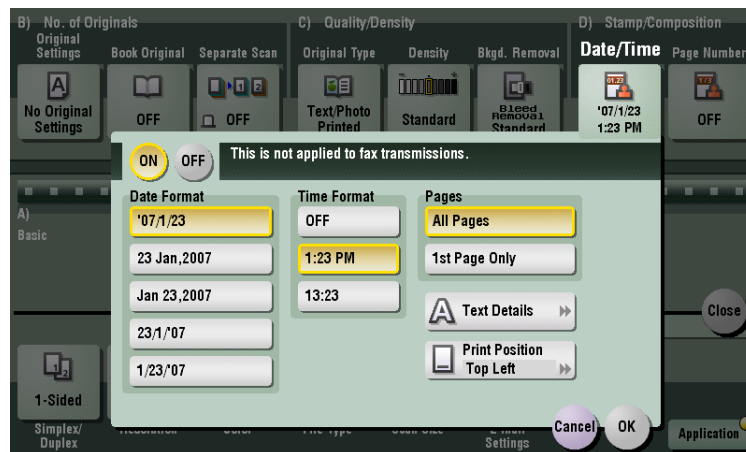 B) No. of Originals
C) Quality/Density
D) Stamp/Composition
Original
Settings
Book Original
Separate Scan
Original Type
Density
Bkgd. Removal
Date/Time
Page Number
No Original
Settings
OFF
OFF
Text/Photo
Printed
Standard
Bleed
Removal
Standard
'07/1/23
1:23 PM
OFF
ON
OFF
This is not applied to fax transmissions.
Date Format
'07/1/23
23 Jan,2007
Jan 23,2007
23/1/'07
1/23/'07
Time Format
OFF
1:23 PM
13:23
Pages
All Pages
1st Page Only
Text Details
Print Position
Top Left
A)
Basic
Close
1-Sided
Simplex/
Duplex
Settings
Cancel
OK
Application